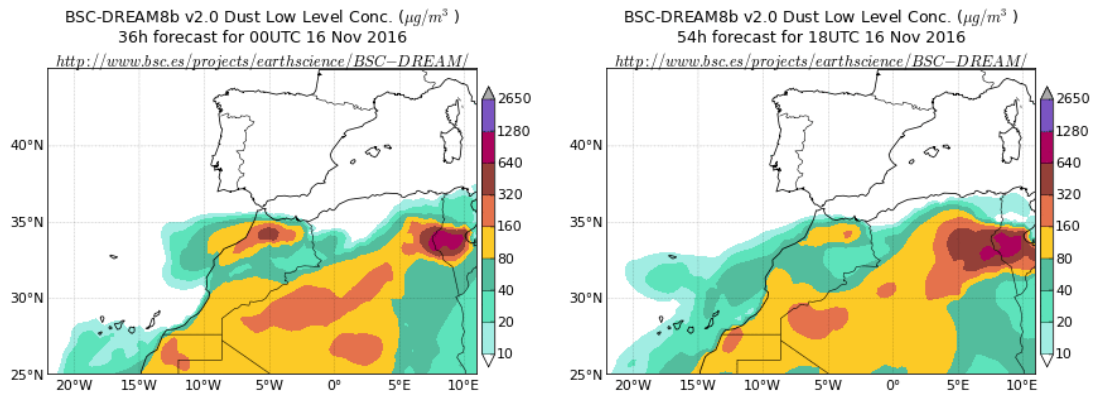 BSC-DREAM8b v2.0 Dust Low Level Conc. (μg/m³ )
36h forecast for 00UTC 16 Nov 2016
http://www.bsc.es/projects/earthscience/BSC−DREAM/
40°N
35°N
30°N
25°N
20°W 15°W 10°W 5°W 0° 5°E 10°E
2650
1280
640
320
160
80
40
20
10
BSC-DREAM8b v2.0 Dust Low Level Conc. (μg/m³ )
54h forecast for 18UTC 16 Nov 2016
http://www.bsc.es/projects/earthscience/BSC−DREAM/
40°N
35°N
30°N
25°N
20°W 15°W 10°W 5°W 0° 5°E 10°E
2650
1280
640
320
160
80
40
20
10